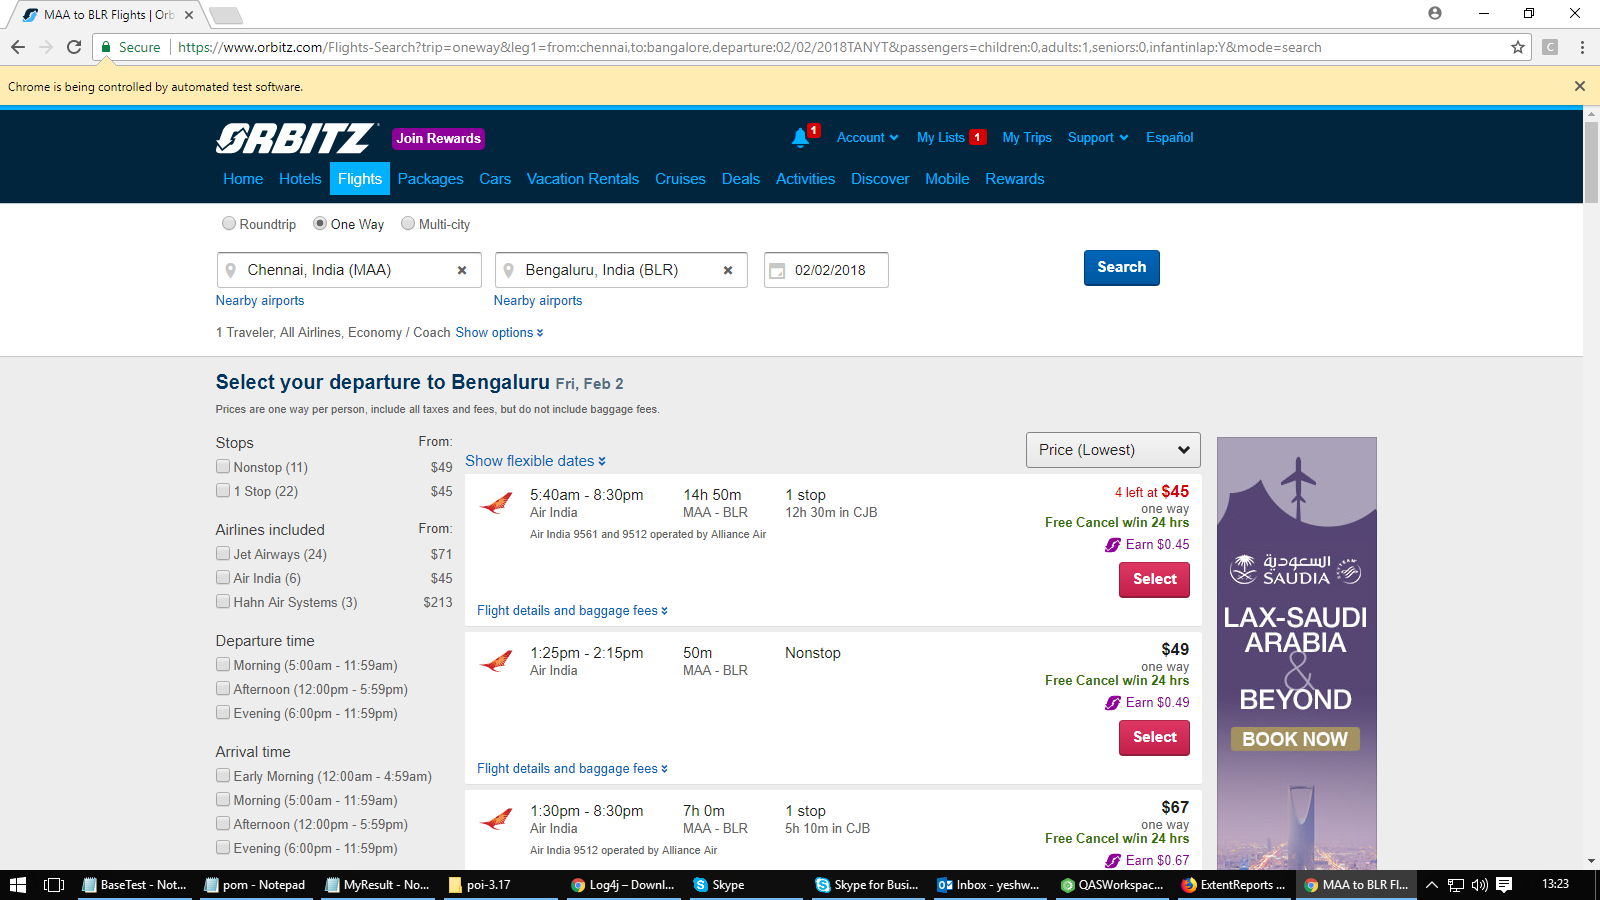 MAA to BLR Flights | Orb
Secure
https://www.orbitz.com/Flights-Search?trip=oneway&leg1=from:chennai,to:bangalore,departure:02/02/2018TANYT&passengers=children:0,adults:1,seniors:0,infantinlap:Y&mode=search
C
Chrome is being controlled by automated test software.
ORBITZ
Join Rewards
1
Account
My Lists 1
My Trips
Support
Español
Home Hotels Flights Packages Cars Vacation Rentals Cruises Deals Activities Discover Mobile Rewards
Roundtrip One Way Multi-city
Chennai, India (MAA)
Bengaluru, India (BLR)
02/02/2018
Search
Nearby airports
Nearby airports
1 Traveler, All Airlines, Economy / Coach Show options
Select your departure to Bengaluru Fri, Feb 2
Prices are one way per person, include all taxes and fees, but do not include baggage fees.
Stops From:
Nonstop (11) $49
1 Stop (22) $45
Airlines included From:
Jet Airways (24) $71
Air India (6) $45
Hahn Air Systems (3) $213
Departure time
Morning (5:00am - 11:59am)
Afternoon (12:00pm - 5:59pm)
Evening (6:00pm - 11:59pm)
Arrival time
Early Morning (12:00am - 4:59am)
Morning (5:00am - 11:59am)
Afternoon (12:00pm - 5:59pm)
Evening (6:00pm - 11:59pm)
Show flexible dates
Price (Lowest)
5:40am - 8:30pm 14h 50m 1 stop 4 left at $45
Air India MAA - BLR 12h 30m in CJB one way
Free Cancel w/in 24 hrs
Air India 9561 and 9512 operated by Alliance Air
Earn $0.45
Select
Flight details and baggage fees
1:25pm - 2:15pm 50m Nonstop $49
Air India MAA - BLR one way
Free Cancel w/in 24 hrs
Earn $0.49
Select
Flight details and baggage fees
1:30pm - 8:30pm 7h 0m 1 stop $67
Air India MAA - BLR 5h 10m in CJB one way
Free Cancel w/in 24 hrs
Air India 9512 operated by Alliance Air
Earn $0.67
السعودية
SAUDIA
LAX-SAUDI
ARABIA
&
BEYOND
BOOK NOW
BaseTest - Not...
pom - Notepad
MyResult - No...
poi-3.17
Log4j – Downl...
Skype
Skype for Busi...
Inbox - yeshw...
QASWorkspac...
ExtentReports ...
MAA to BLR Fl...
13:23